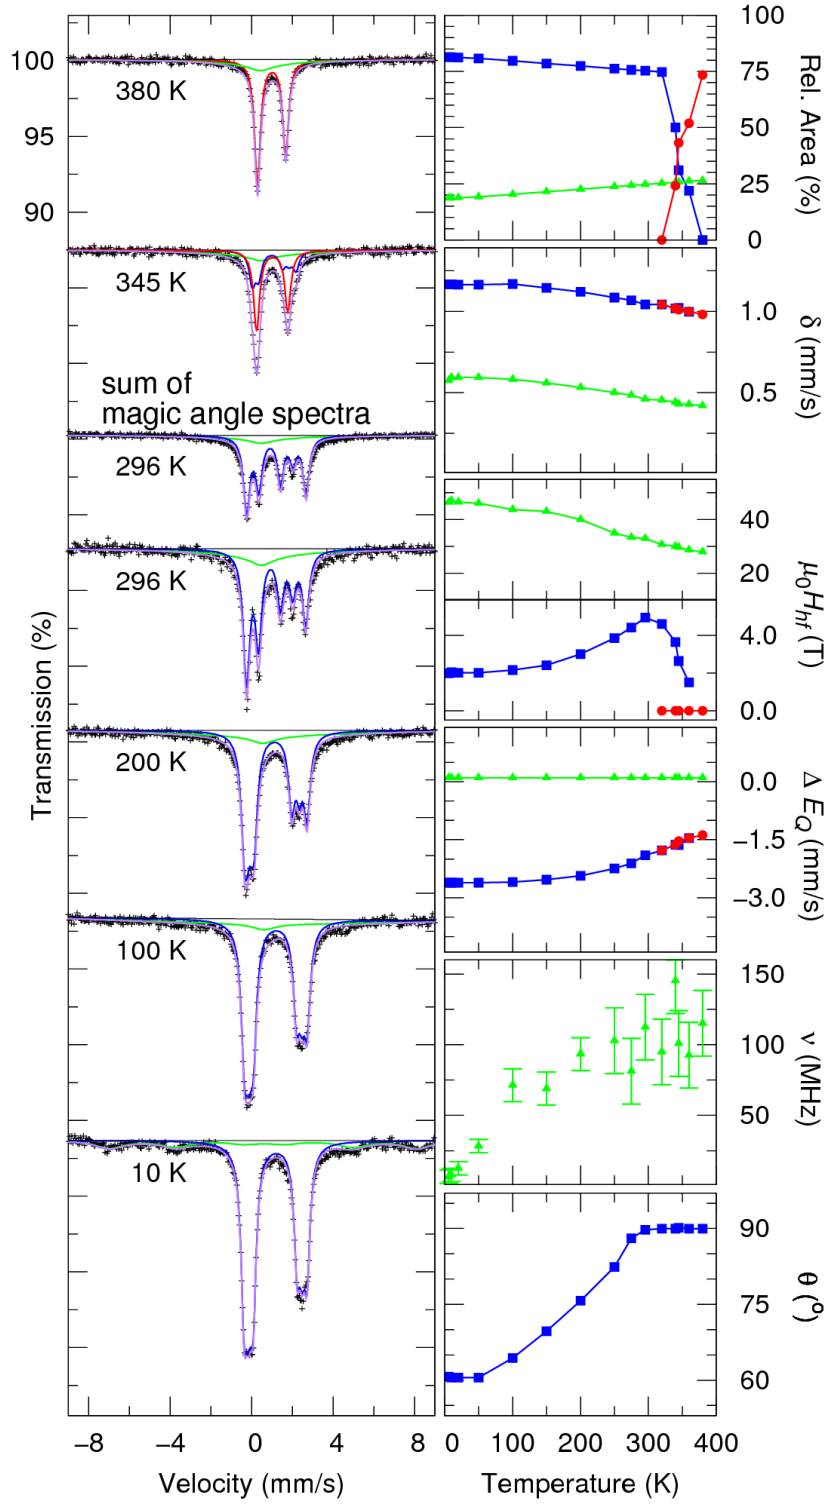 100
95
90
380 K
345 K
sum of
magic angle spectra
296 K
296 K
200 K
100 K
10 K
Transmission (%)
−8 −4 0 4 8
Velocity (mm/s)
100
75
50
25
0
Rel. Area (%)
1.0
0.5
δ (mm/s)
40
20
4.0
0.0
μ0Hhf (T)
0.0
−1.5
−3.0
Δ EQ (mm/s)
150
100
50
ν (MHz)
90
75
60
θ (°)
0 100 200 300 400
Temperature (K)